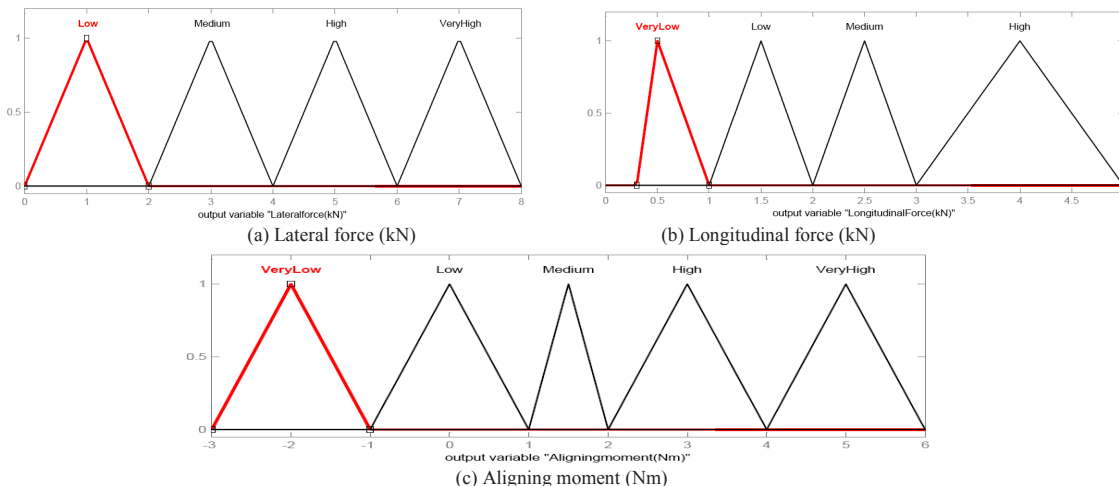 Low Medium High VeryHigh
1
0.5
0
0 1 2 3 4 5 6 7 8
output variable "Lateralforce(kN)"
(a) Lateral force (kN)
VeryLow Low Medium High
1
0.5
0
0 0.5 1 1.5 2 2.5 3 3.5 4 4.5
output variable "LongitudinalForce(kN)"
(b) Longitudinal force (kN)
VeryLow Low Medium High VeryHigh
1
0.5
0
-3 -2 -1 0 1 2 3 4 5 6
output variable "Aligningmoment(Nm)"
(c) Aligning moment (Nm)